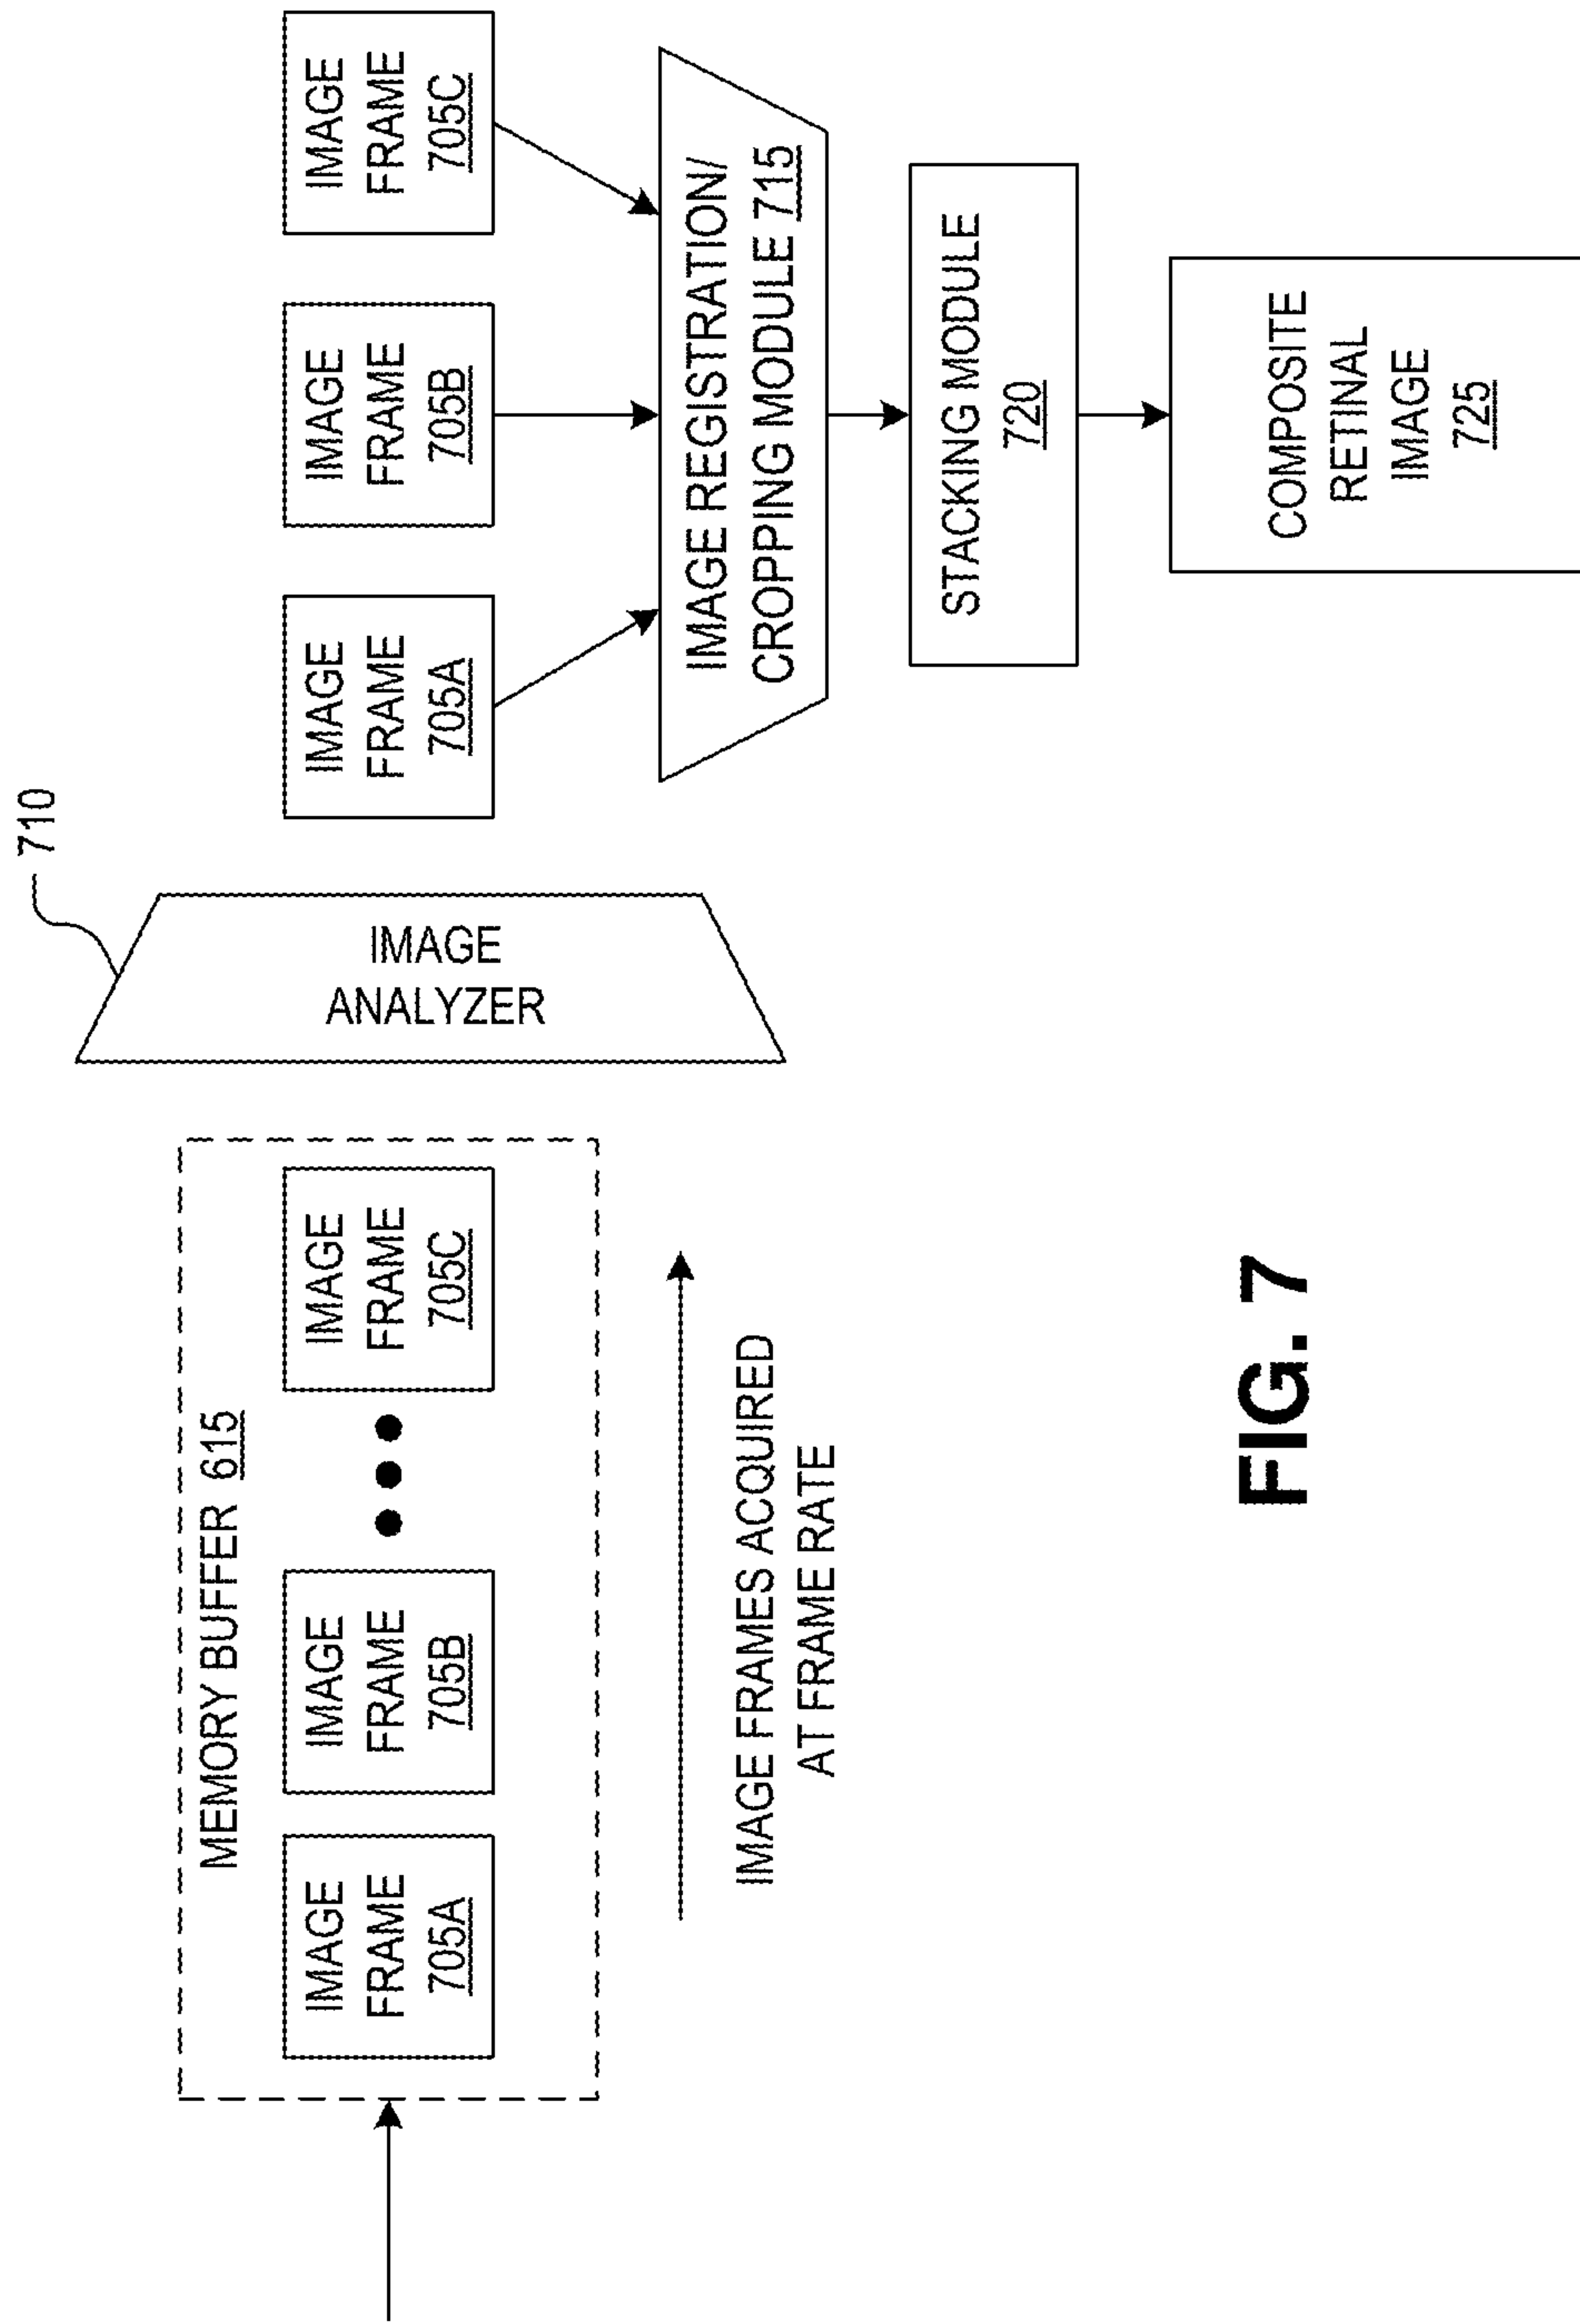 MEMORY BUFFER 615
IMAGE
FRAME
705A
IMAGE
FRAME
705B
IMAGE
FRAME
705C
IMAGE FRAMES ACQUIRED
AT FRAME RATE
710
IMAGE
ANALYZER
IMAGE
FRAME
705A
IMAGE
FRAME
705B
IMAGE
FRAME
705C
IMAGE REGISTRATION/
CROPPING MODULE 715
STACKING MODULE
720
COMPOSITE
RETINAL
IMAGE
725
FIG. 7